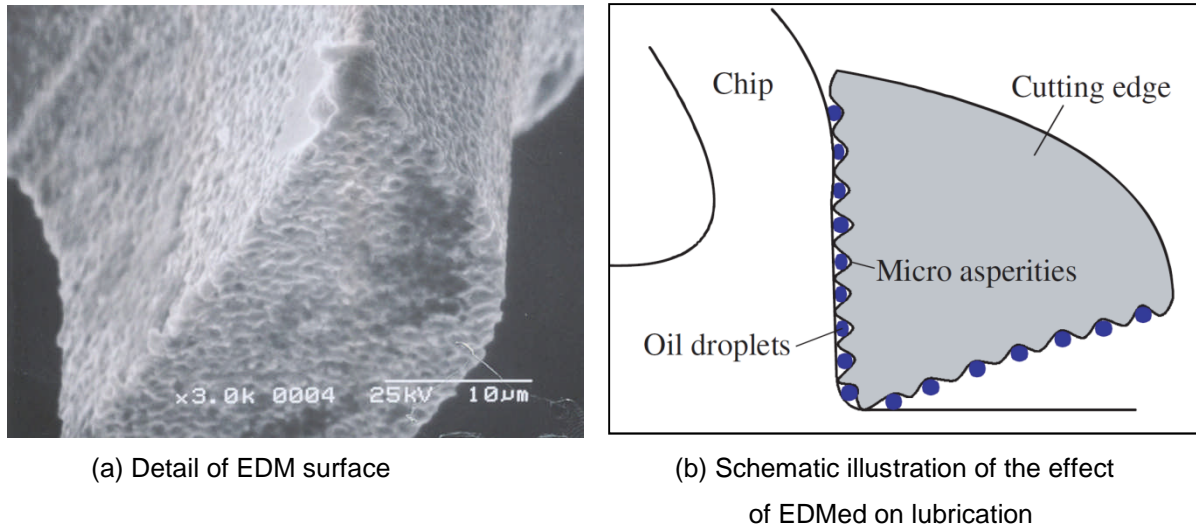 ×3.0k 0004 25kV 10µm
Chip
Cutting edge
Micro asperities
Oil droplets
(a) Detail of EDM surface
(b) Schematic illustration of the effect
of EDMed on lubrication